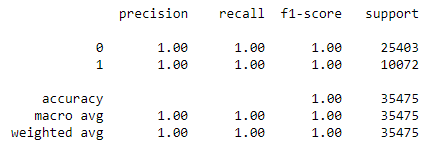 precision recall f1-score support
0 1.00 1.00 1.00 25403
1 1.00 1.00 1.00 10072
accuracy 1.00 35475
macro avg 1.00 1.00 1.00 35475
weighted avg 1.00 1.00 1.00 35475